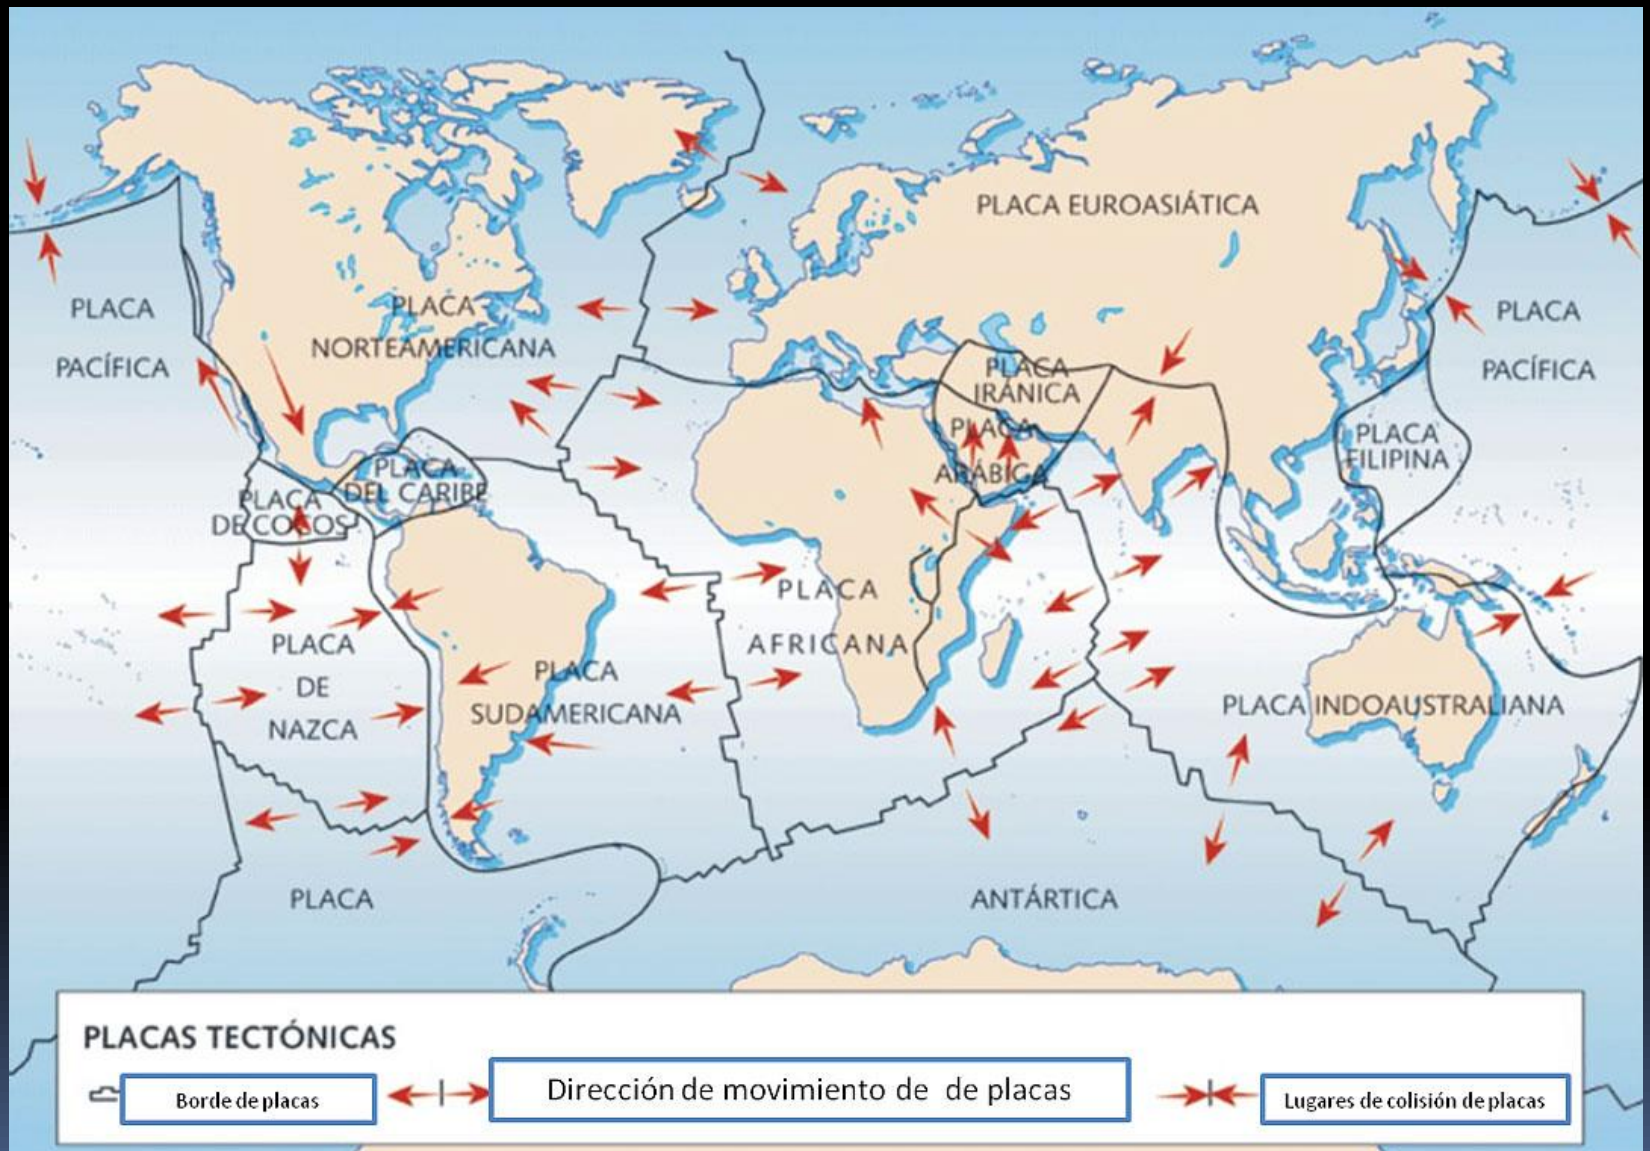 PLACA EUROASIÁTICA
PLACA
PACÍFICA
PLACA
NORTEAMERICANA
PLACA
IRÁNICA
PLACA
ARÁBICA
PLACA
PACÍFICA
PLACA
FILIPINA
PLACA
DEL CARIBE
PLACA
DE COCOS
PLACA
AFRICANA
PLACA
DE
NAZCA
PLACA
SUDAMERICANA
PLACA INDOAUSTRALIANA
PLACA
ANTÁRTICA
PLACAS TECTÓNICAS
Borde de placas
Dirección de movimiento de de placas
Lugares de colisión de placas